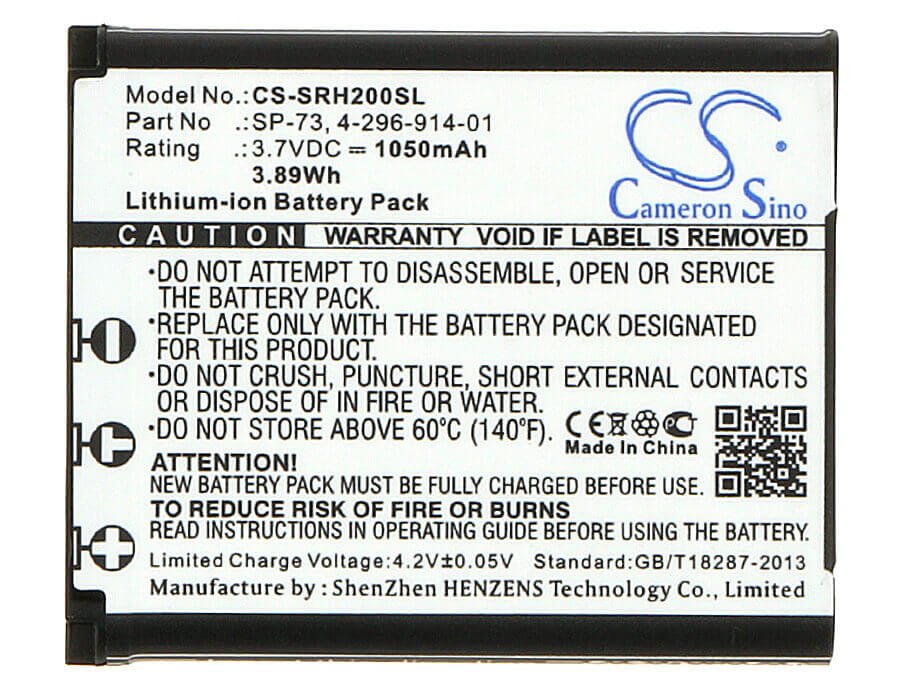 Model No.: CS-SRH200SL
Part No .: SP-73, 4-296-914-01
Rating .: 3.7VDC = 1050mAh
3.89Wh
Lithium-ion Battery Pack
CS
Cameron Sino
CAUTION WARRANTY VOID IF LABEL IS REMOVED
•DO NOT ATTEMPT TO DISASSEMBLE, OPEN OR SERVICE
THE BATTERY PACK.
•REPLACE ONLY WITH THE BATTERY PACK DESIGNATED
FOR THIS PRODUCT.
•DO NOT CRUSH, PUNCTURE, SHORT EXTERNAL CONTACTS
OR DISPOSE OF IN FIRE OR WATER.
•DO NOT STORE ABOVE 60°C (140°F).
CE
Made In China
ATTENTION!
NEW BATTERY PACK MUST BE FULLY CHARGED BEFORE USE.
TO REDUCE RISK OF FIRE OR BURNS
READ INSTRUCTIONS IN OPERATING GUIDE BEFORE USING THE BATTERY.
Limited Charge Voltage:4.2V±0.05V Standard:GB/T18287-2013
Manufacturer by : ShenZhen HENZENS Technology Co., Limited